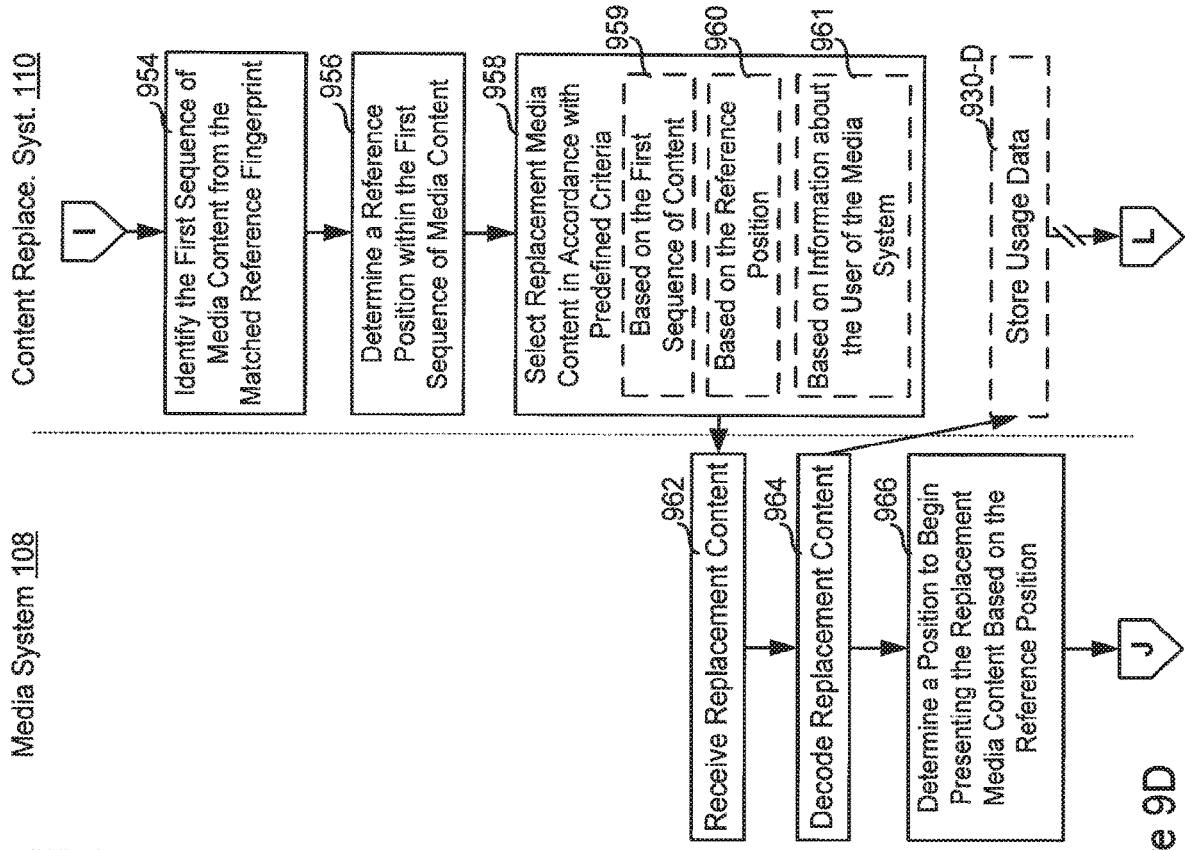 Media System 108
Content Replace. Syst. 110
I
954
Identify the First Sequence of
Media Content from the
Matched Reference Fingerprint
956
Determine a Reference
Position within the First
Sequence of Media Content
958
Select Replacement Media
Content in Accordance with
Predefined Criteria
959
Based on the First
Sequence of Content
960
Based on the Reference
Position
961
Based on Information about
the User of the Media
System
962
Receive Replacement Content
964
Decode Replacement Content
930-D
Store Usage Data
966
Determine a Position to Begin
Presenting the Replacement
Media Content Based on the
Reference Position
J
L
e 9D